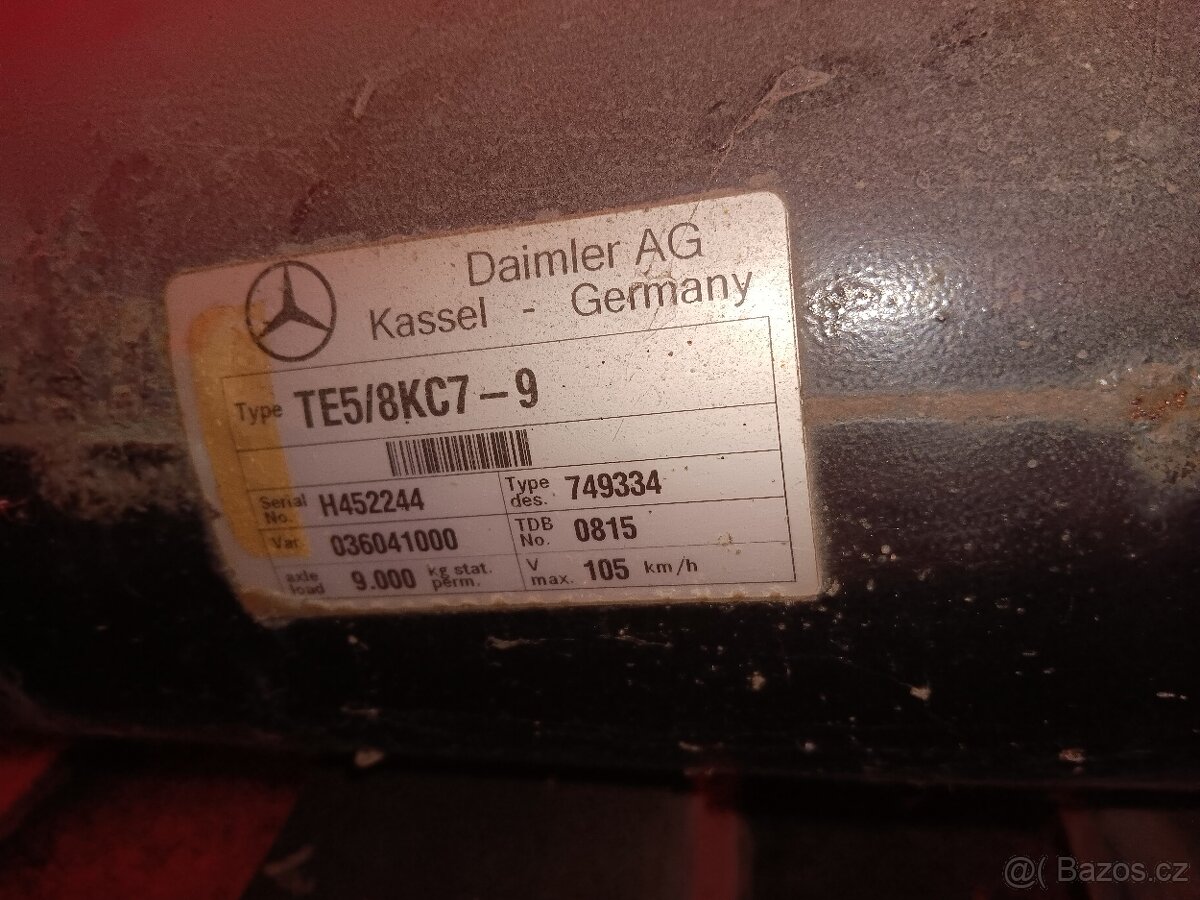 Daimler AG
Kassel - Germany
Type TE5/8KC7-9
Serial No. H452244 Type des. 749334
Var 036041000 TDB No. 0815
axle load 9.000 kg stat. perm. V max. 105 km/h
@( Bazos.cz